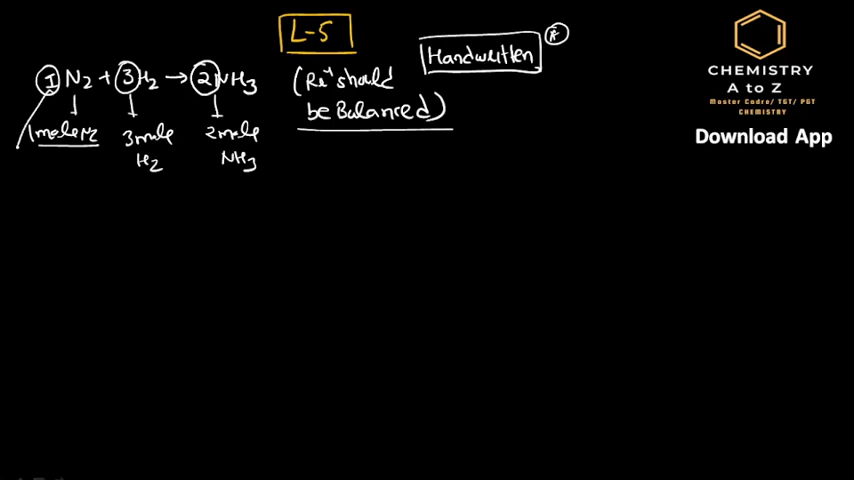 L-5
Handwritten
1 N2 + 3 H2 → 2 NH3
(Rex should
be Balanced)
1 mole N2
3 mole
H2
2 mole
NH3
CHEMISTRY
A to Z
Master Cadre/ TGT/ PGT
CHEMISTRY
Download App